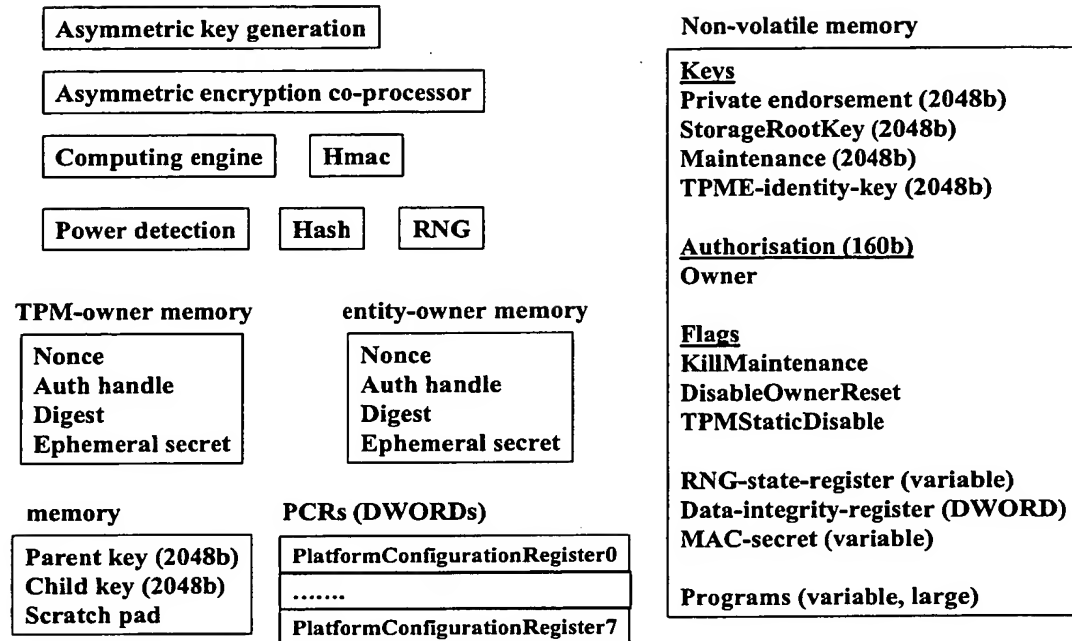 Asymmetric key generation
Asymmetric encryption co-processor
Computing engine
Hmac
Power detection
Hash
RNG
TPM-owner memory
Nonce
Auth handle
Digest
Ephemeral secret
entity-owner memory
Nonce
Auth handle
Digest
Ephemeral secret
memory
Parent key (2048b)
Child key (2048b)
Scratch pad
PCRs (DWORDs)
PlatformConfigurationRegister0
.......
PlatformConfigurationRegister7
Non-volatile memory
Keys
Private endorsement (2048b)
StorageRootKey (2048b)
Maintenance (2048b)
TPME-identity-key (2048b)
Authorisation (160b)
Owner
Flags
KillMaintenance
DisableOwnerReset
TPMStaticDisable
RNG-state-register (variable)
Data-integrity-register (DWORD)
MAC-secret (variable)
Programs (variable, large)